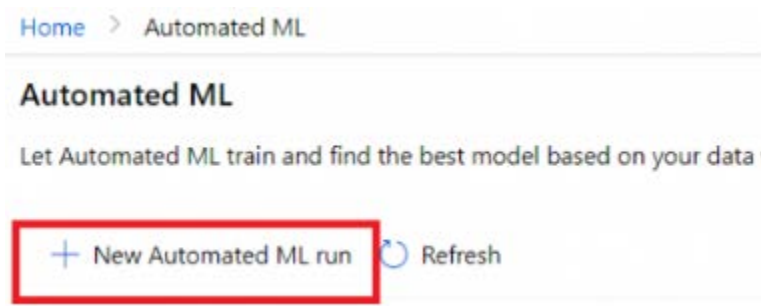 Home > Automated ML
Automated ML
Let Automated ML train and find the best model based on your data
+ New Automated ML run Refresh